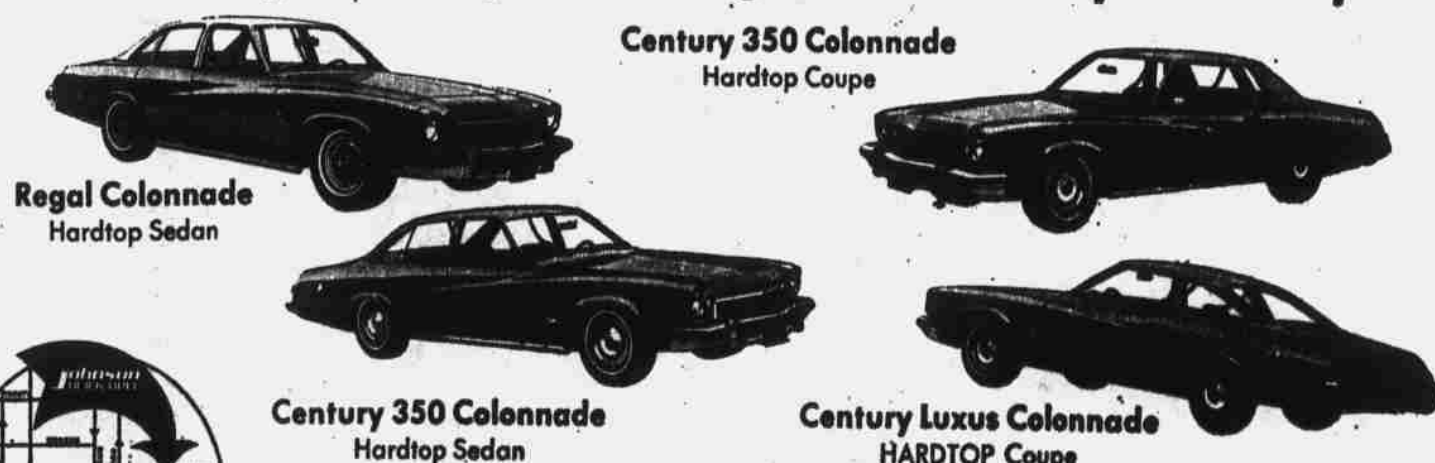 Century 350 Colonnade
Hardtop Coupe
Regal Colonnade
Hardtop Sedan
Johnson
Century 350 Colonnade
Hardtop Sedan
Century Luxus Colonnade
HARDTOP Coupe